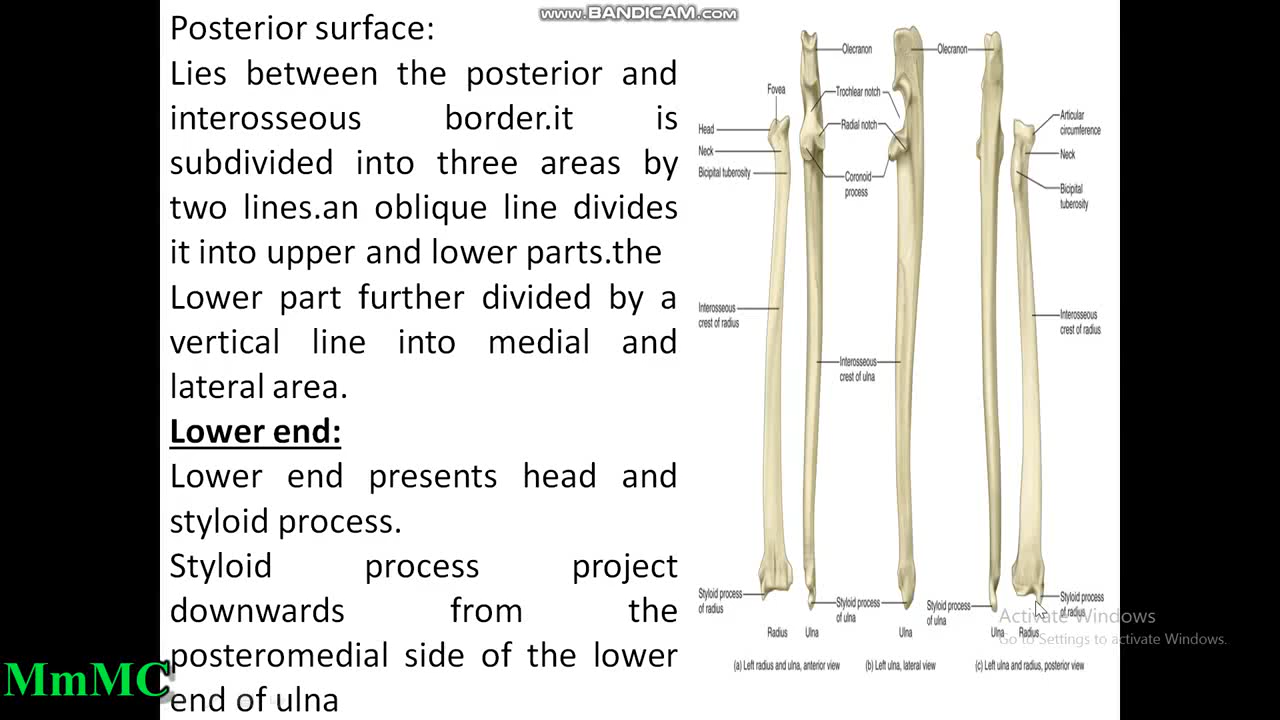 www.BANDICAM.com
Posterior surface:
Lies between the posterior and
interosseous border.it is
subdivided into three areas by
two lines.an oblique line divides
it into upper and lower parts.the
Lower part further divided by a
vertical line into medial and
lateral area.
Lower end:
Lower end presents head and
styloid process.
Styloid process project
downwards from the
posteromedial side of the lower
end of ulna
MmMC
Olecranon
Olecranon
Fovea
Trochlear notch
Head
Radial notch
Articular
circumference
Neck
Neck
Bicipital tuberosity
Coronoid
process
Bicipital
tuberosity
Interosseous
crest of radius
Interosseous
crest of radius
Interosseous
crest of ulna
Styloid process
of radius
Styloid process
of ulna
Styloid process
of ulna
Styloid process
of radius
Radius
Ulna
Ulna
Ulna
Radius
(a) Left radius and ulna, anterior view
(b) Left ulna, lateral view
(c) Left ulna and radius, posterior view
Activate Windows
Go to Settings to activate Windows.